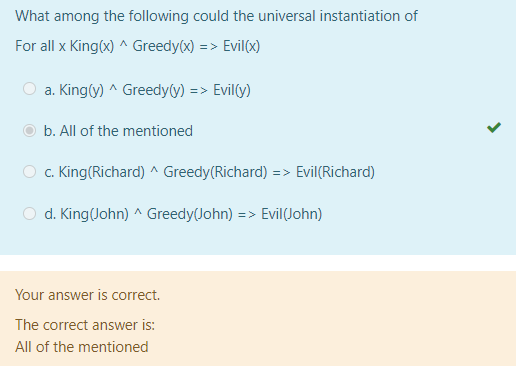 What among the following could the universal instantiation of
For all x King(x) ^ Greedy(x) => Evil(x)
a. King(y) ^ Greedy(y) => Evil(y)
b. All of the mentioned
c. King(Richard) ^ Greedy(Richard) => Evil(Richard)
d. King(John) ^ Greedy(John) => Evil(John)
Your answer is correct.
The correct answer is:
All of the mentioned